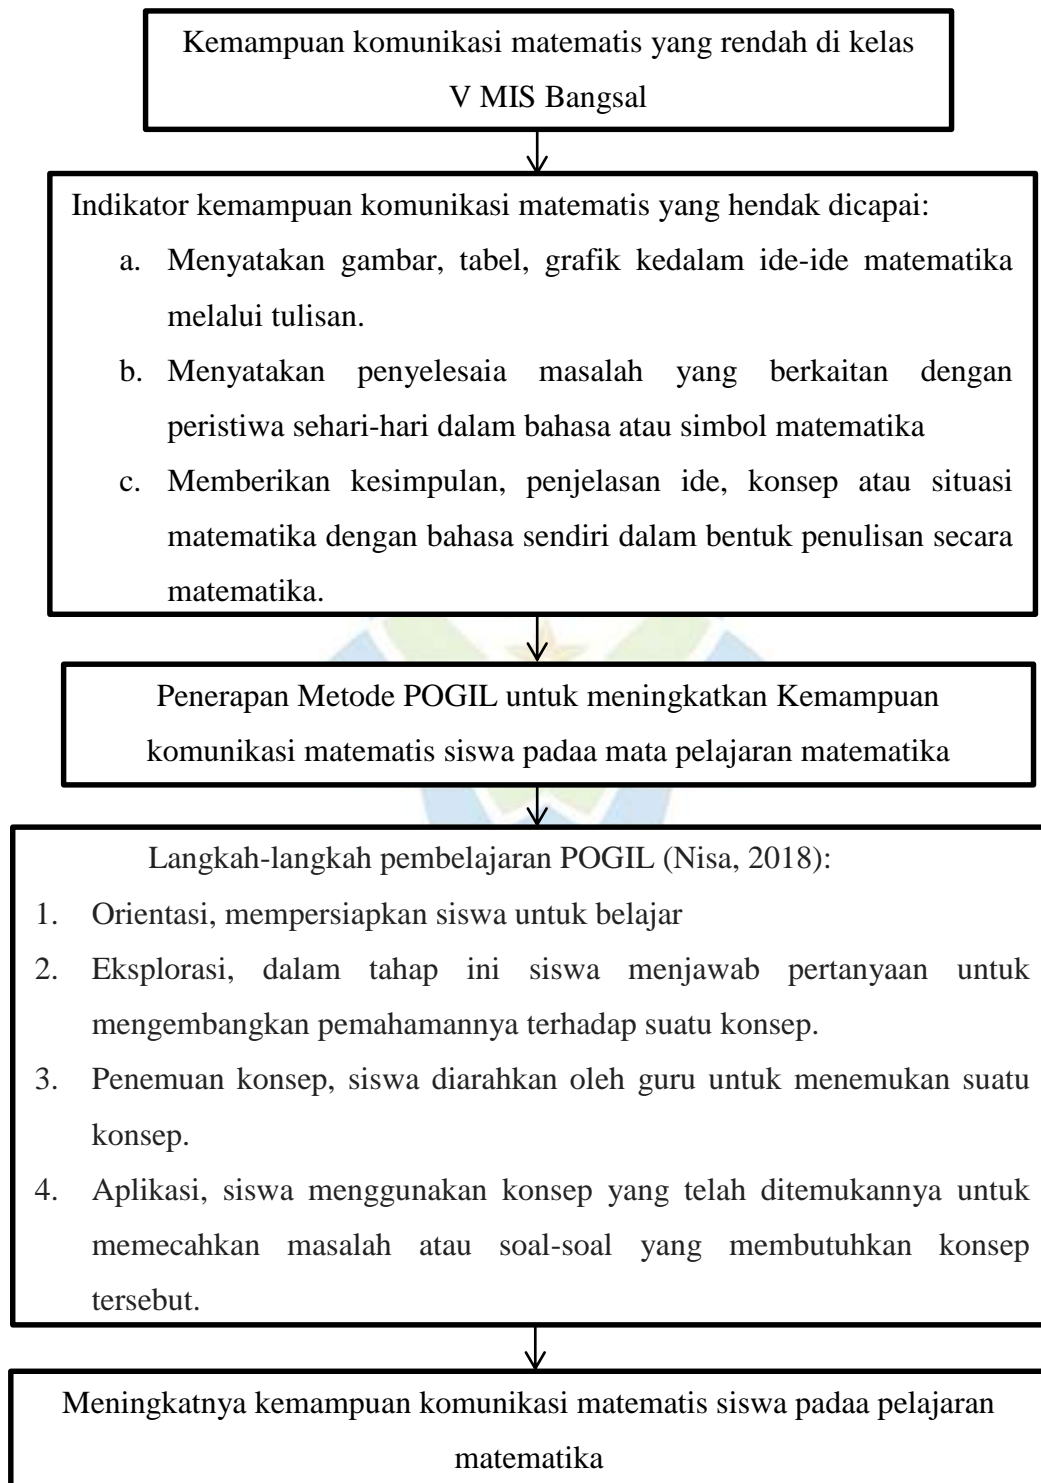 Kemampuan komunikasi matematis yang rendah di kelas
V MIS Bangsal
Indikator kemampuan komunikasi matematis yang hendak dicapai:
a. Menyatakan gambar, tabel, grafik kedalam ide-ide matematika
melalui tulisan.
b. Menyatakan penyelesaia masalah yang berkaitan dengan
peristiwa sehari-hari dalam bahasa atau simbol matematika
c. Memberikan kesimpulan, penjelasan ide, konsep atau situasi
matematika dengan bahasa sendiri dalam bentuk penulisan secara
matematika.
Penerapan Metode POGIL untuk meningkatkan Kemampuan
komunikasi matematis siswa padaa mata pelajaran matematika
Langkah-langkah pembelajaran POGIL (Nisa, 2018):
1. Orientasi, mempersiapkan siswa untuk belajar
2. Eksplorasi, dalam tahap ini siswa menjawab pertanyaan untuk
mengembangkan pemahamannya terhadap suatu konsep.
3. Penemuan konsep, siswa diarahkan oleh guru untuk menemukan suatu
konsep.
4. Aplikasi, siswa menggunakan konsep yang telah ditemukannya untuk
memecahkan masalah atau soal-soal yang membutuhkan konsep
tersebut.
Meningkatnya kemampuan komunikasi matematis siswa padaa pelajaran
matematika